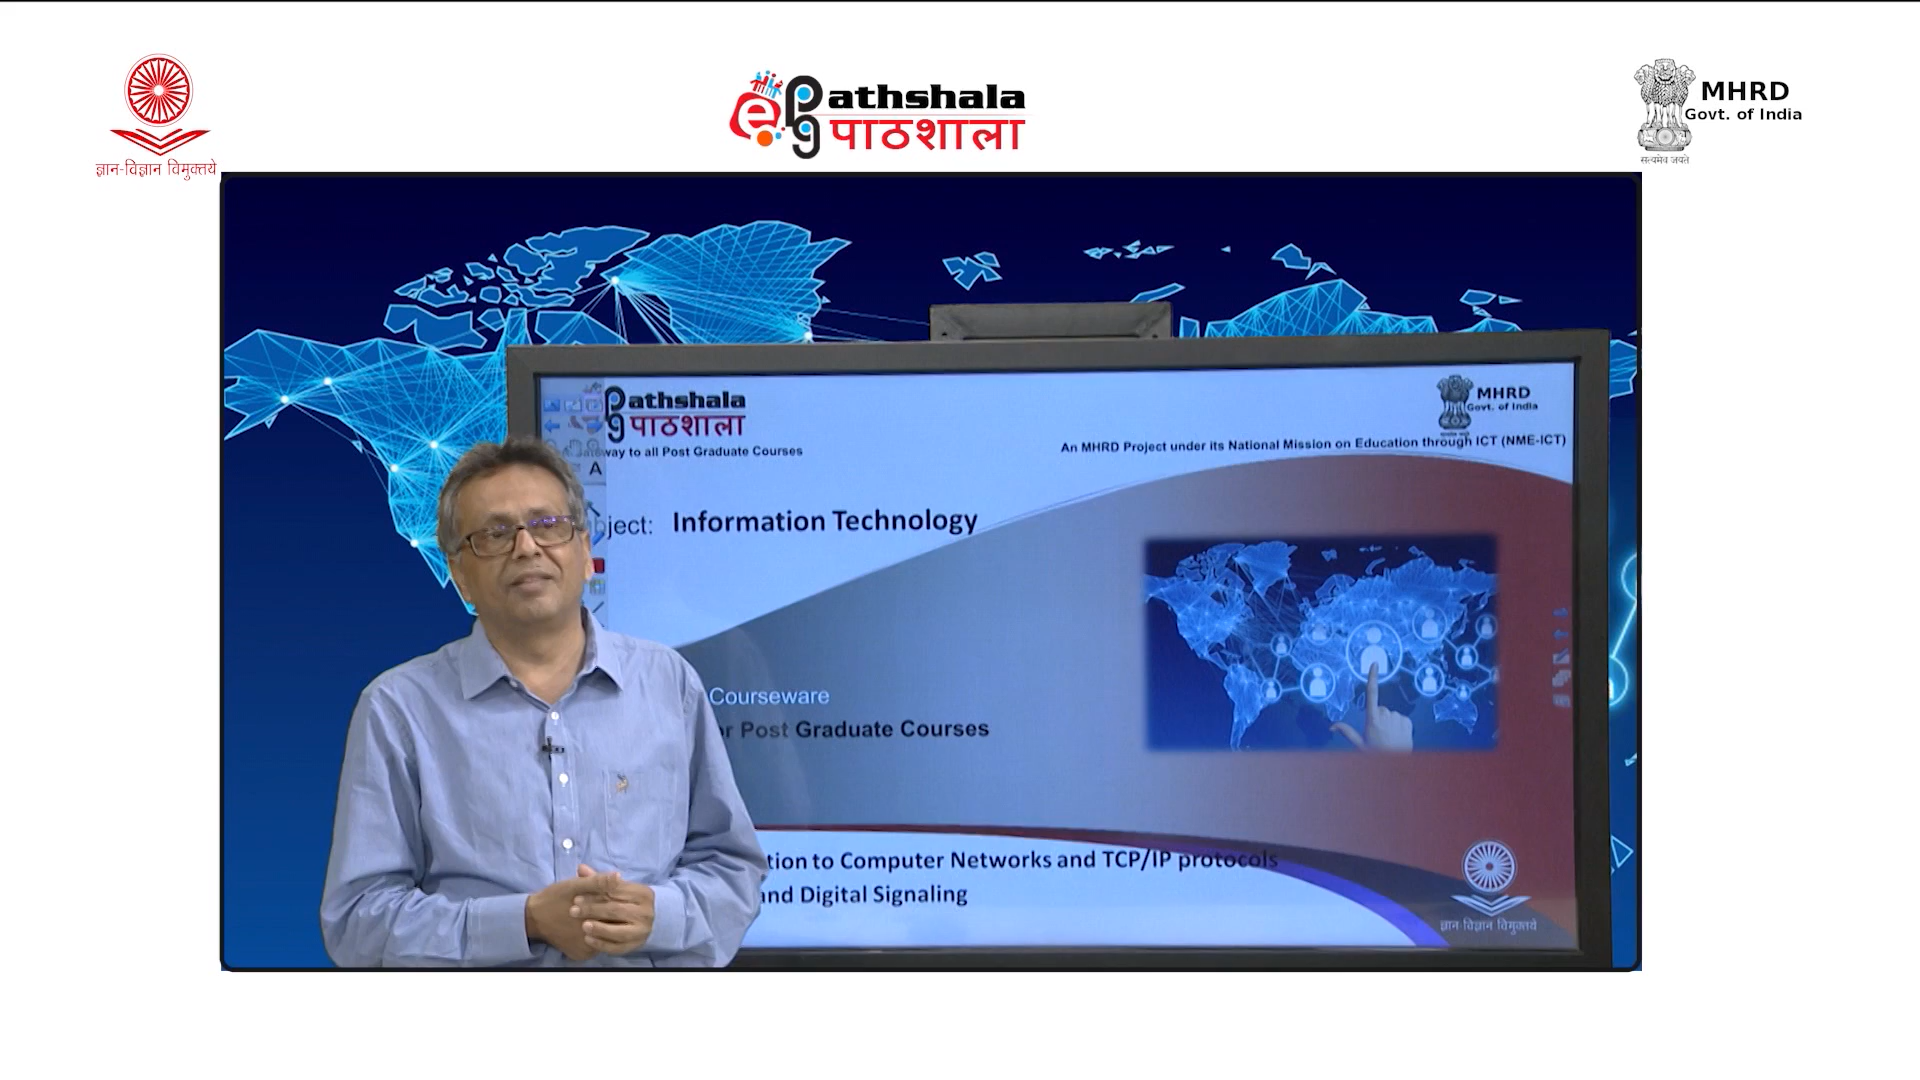 ज्ञान-विज्ञान विमुक्तये
e
pg
athshala
पाठशाला
MHRD
Govt. of India
सत्यमेव जयते
athshala
पाठशाला
to all Post Graduate Courses
MHRD
Govt. of India
An MHRD Project under its National Mission on Education through ICT (NME-ICT)
A
ject: Information Technology
Courseware
Post Graduate Courses
tion to Computer Networks and TCP/IP protocols
and Digital Signaling
ज्ञान-विज्ञान विमुक्तये